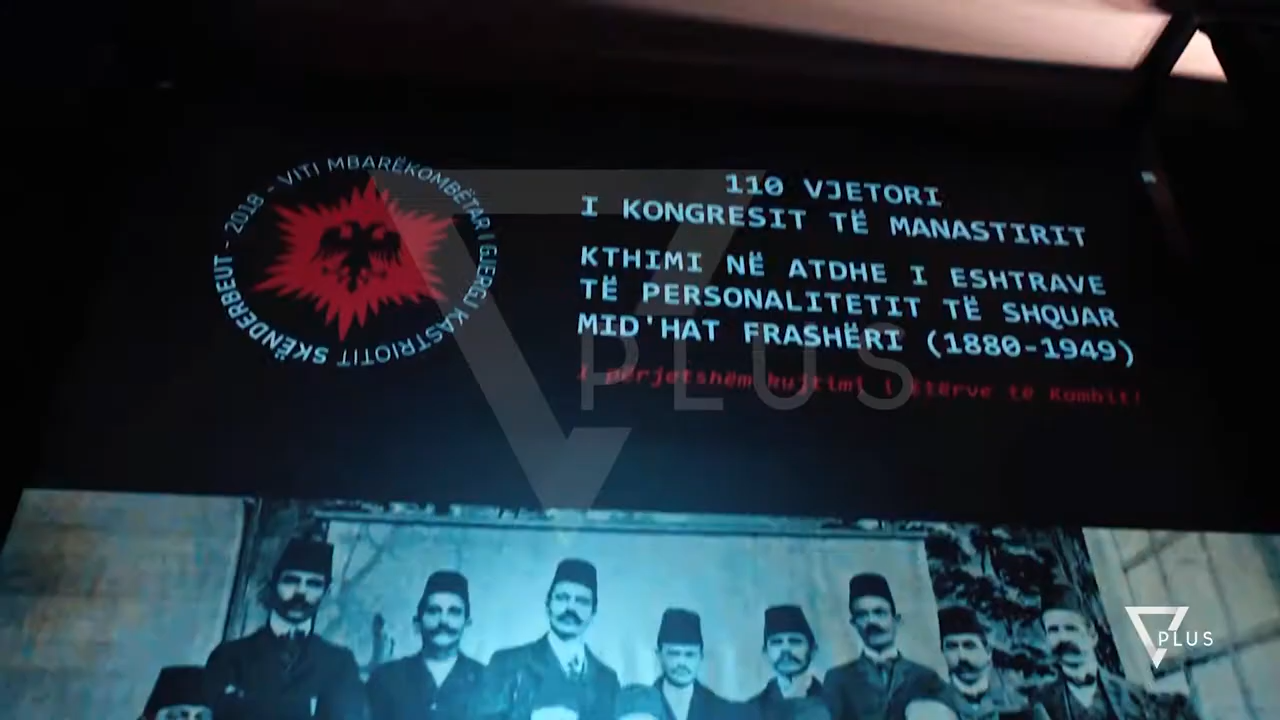 2018 - VITI MBARËKOMBËTAR I GJERGJ KASTRIOTIT SKËNDERBEUT -
110 VJETORI
I KONGRESIT TË MANASTIRIT
KTHIMI NË ATDHE I ESHTRAVE
TË PERSONALITETIT TË SHQUAR
MID'HAT FRASHËRI (1880-1949)
I përjetshëm kujtimi i Etërve të Kombit!
PLUS
PLUS